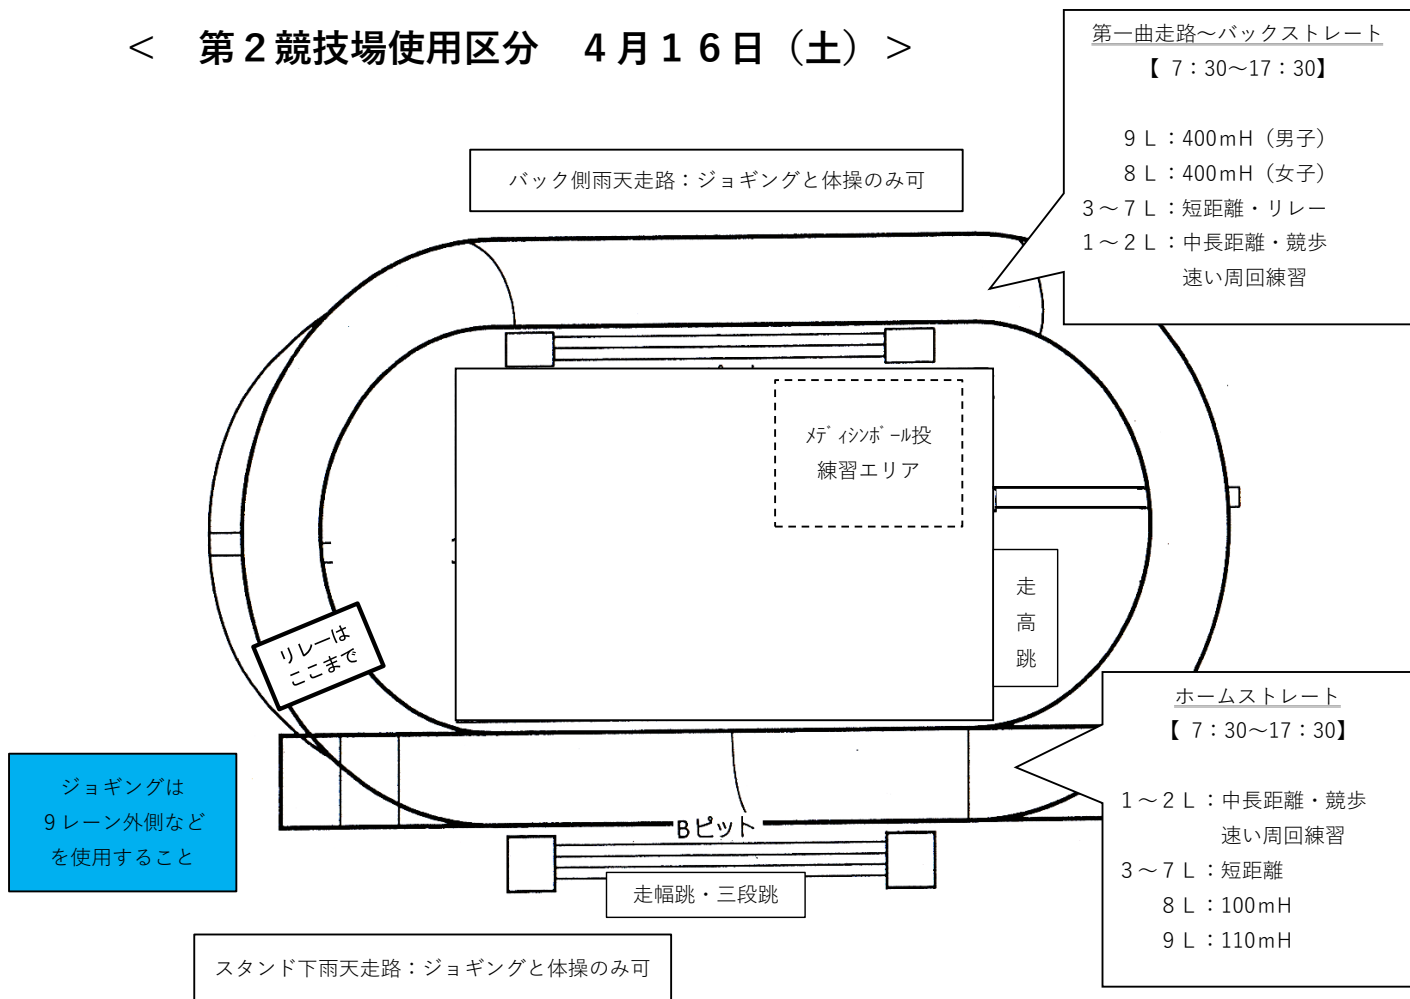 ＜　第２競技場使用区分　４月１６日（土）＞
第一曲走路～バックストレート
【 7：30～17：30】
９Ｌ：400mH（男子）
８Ｌ：400mH（女子）
３～７Ｌ：短距離・リレー
１～２Ｌ：中長距離・競歩
速い周回練習
バック側雨天走路：ジョギングと体操のみ可
ﾒﾃﾞｨｼﾝﾎﾞｰﾙ投
練習エリア
走
高
跳
リレーは
ここまで
ホームストレート
【 7：30～17：30】
１～２Ｌ：中長距離・競歩
速い周回練習
３～７Ｌ：短距離
８Ｌ：100mH
９Ｌ：110mH
ジョギングは
９レーン外側など
を使用すること
Bピット
走幅跳・三段跳
スタンド下雨天走路：ジョギングと体操のみ可